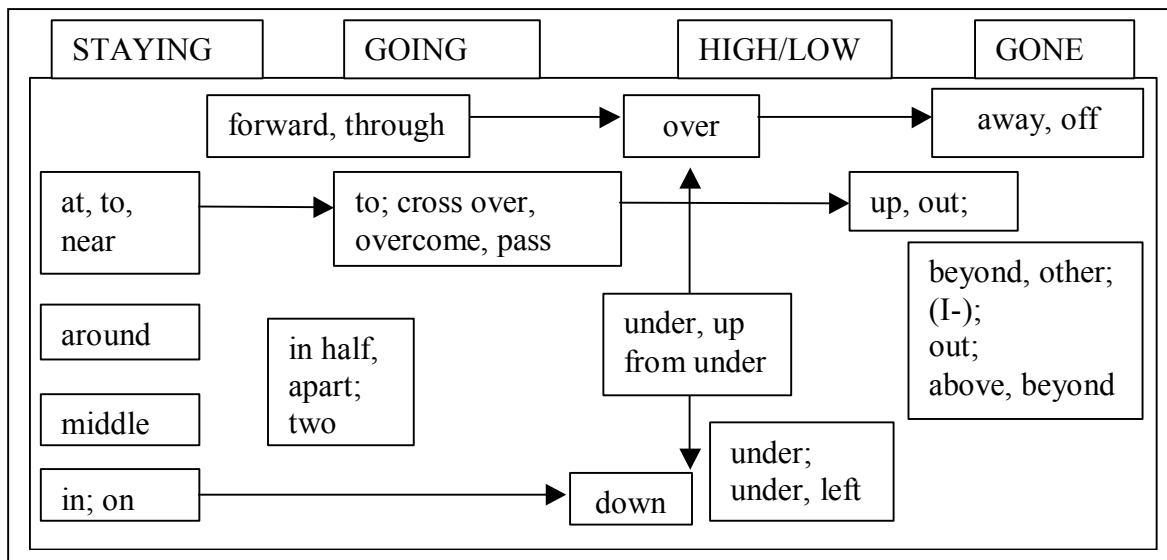 STAYING
GOING
HIGH/LOW
GONE
forward, through
over
away, off
at, to,
near
to; cross over,
overcome, pass
up, out;
beyond, other;
(I-);
out;
above, beyond
around
in half,
apart;
two
under, up
from under
middle
under;
under, left
in; on
down